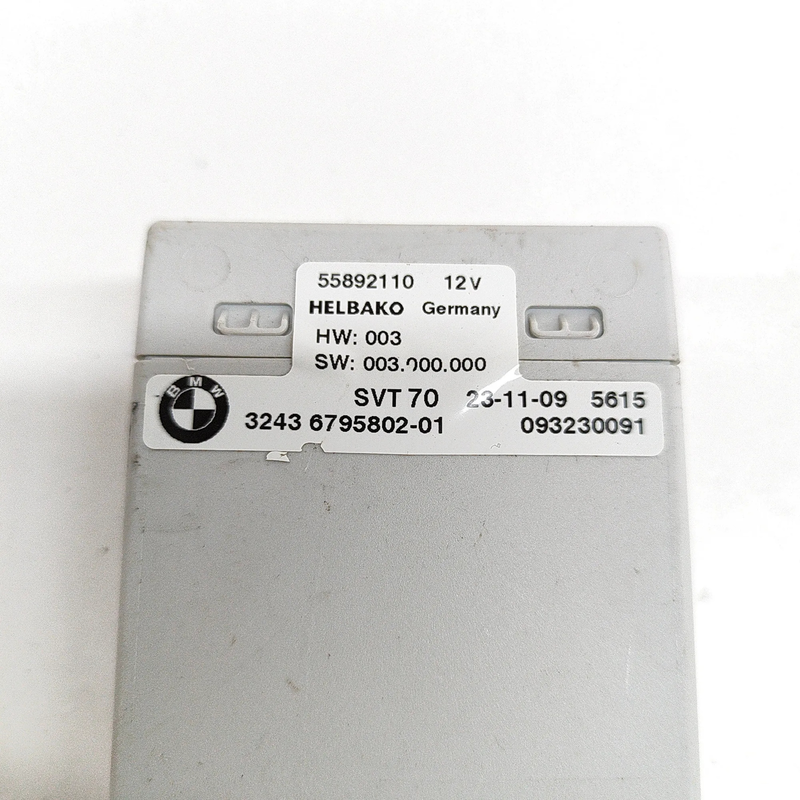 55892110 12V
HELBAKO Germany
HW: 003
SW: 003.000.000
BMW
SVT 70 23-11-09 5615
3243 6795802-01 093230091